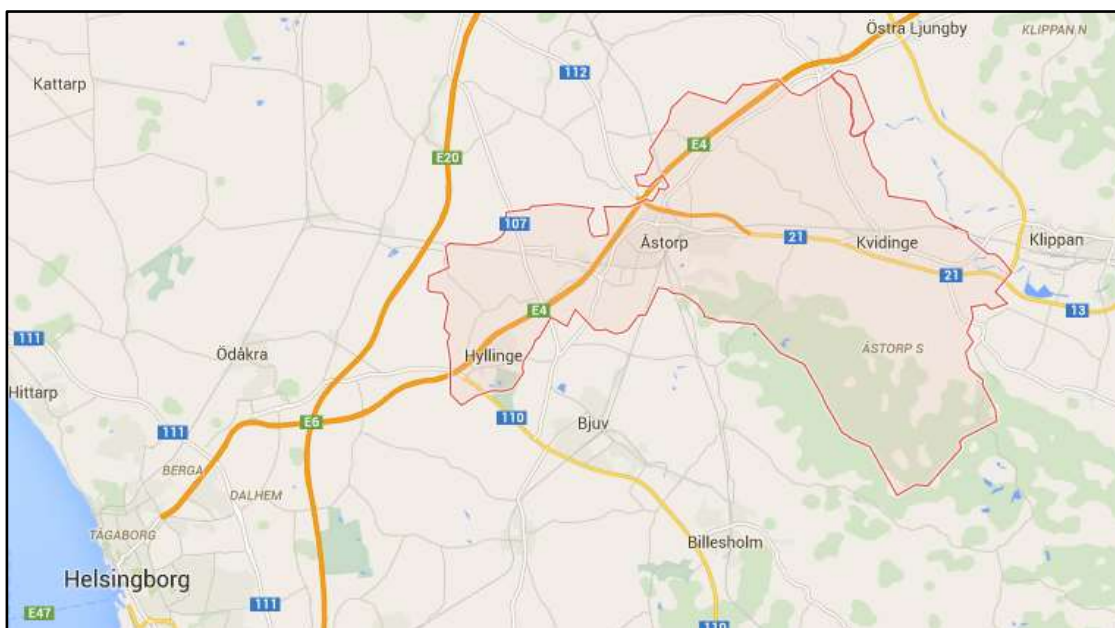 Östra Ljungby
KLIPPAN N
112
Kattarp
E4
E20
107
Åstorp
21
Kvidinge
Klippan
21
13
E4
111
Ödåkra
Hyllinge
ÅSTORP S
Hittarp
110
Bjuv
E6
111
BERGA
DALHEM
TÅGABORG
Billesholm
Helsingborg
111
E47
110